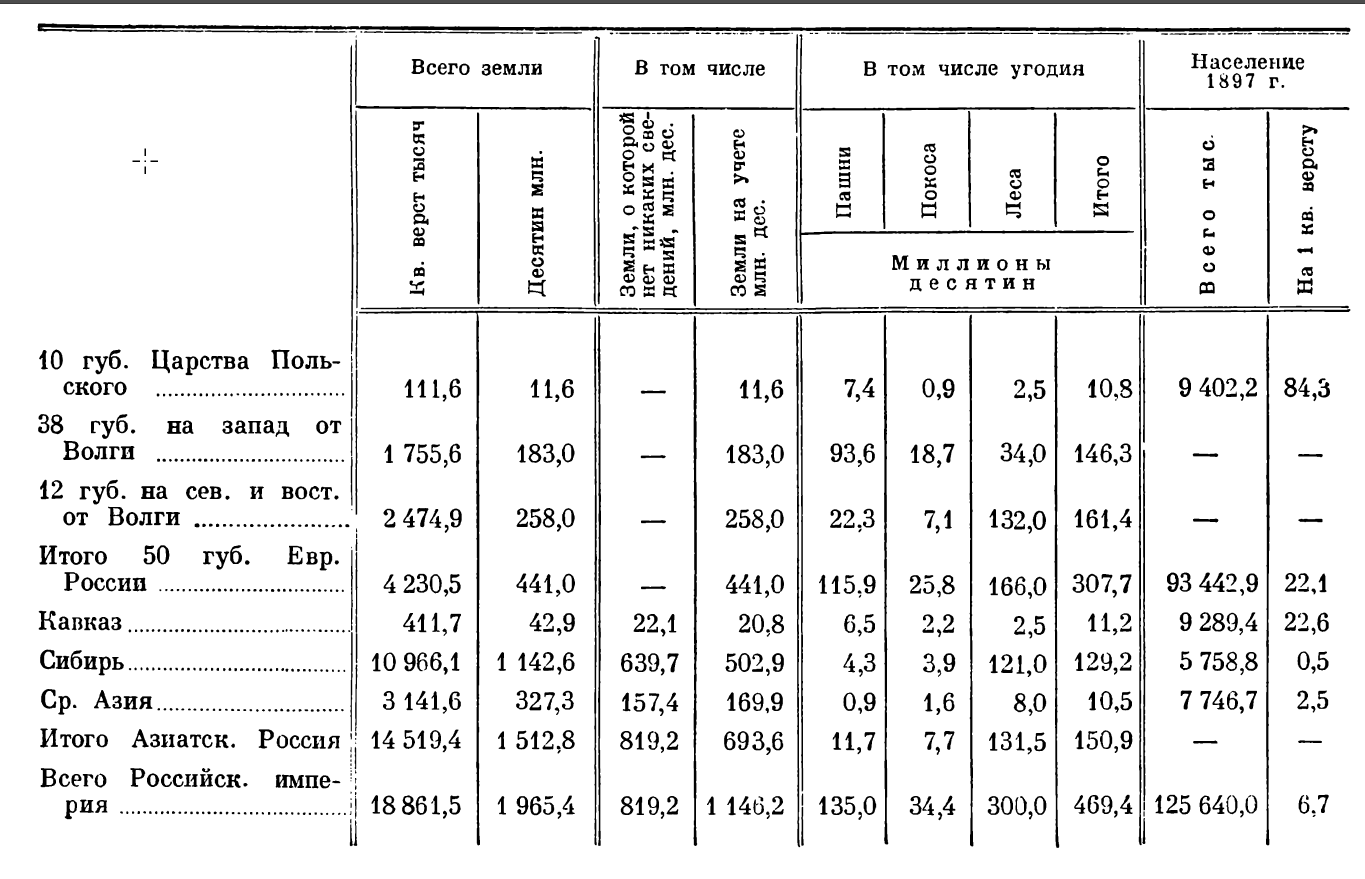 Всего земли В том числе В том числе угодия Население
1897 г.
Кв. верст тысяч
Десятин млн.
Земли, о которой
нет никаких све-
дений, млн. дес.
Земли на учете
млн. дес.
Пашни
Покоса
Леса
Итого
Миллионы
десятин
Всего тыс.
На 1 кв. версту
10 губ. Царства Поль-
ского 111,6 11,6 — 11,6 7,4 0,9 2,5 10,8 9 402,2 84,3
38 губ. на запад от
Волги 1 755,6 183,0 — 183,0 93,6 18,7 34,0 146,3 — —
12 губ. на сев. и вост.
от Волги 2 474,9 258,0 — 258,0 22,3 7,1 132,0 161,4 — —
Итого 50 губ. Евр.
России 4 230,5 441,0 — 441,0 115,9 25,8 166,0 307,7 93 442,9 22,1
Кавказ 411,7 42,9 22,1 20,8 6,5 2,2 2,5 11,2 9 289,4 22,6
Сибирь 10 966,1 1 142,6 639,7 502,9 4,3 3,9 121,0 129,2 5 758,8 0,5
Ср. Азия 3 141,6 327,3 157,4 169,9 0,9 1,6 8,0 10,5 7 746,7 2,5
Итого Азиатск. Россия 14 519,4 1 512,8 819,2 693,6 11,7 7,7 131,5 150,9 — —
Всего Российск. импе-
рия 18 861,5 1 965,4 819,2 1 146,2 135,0 34,4 300,0 469,4 125 640,0 6,7